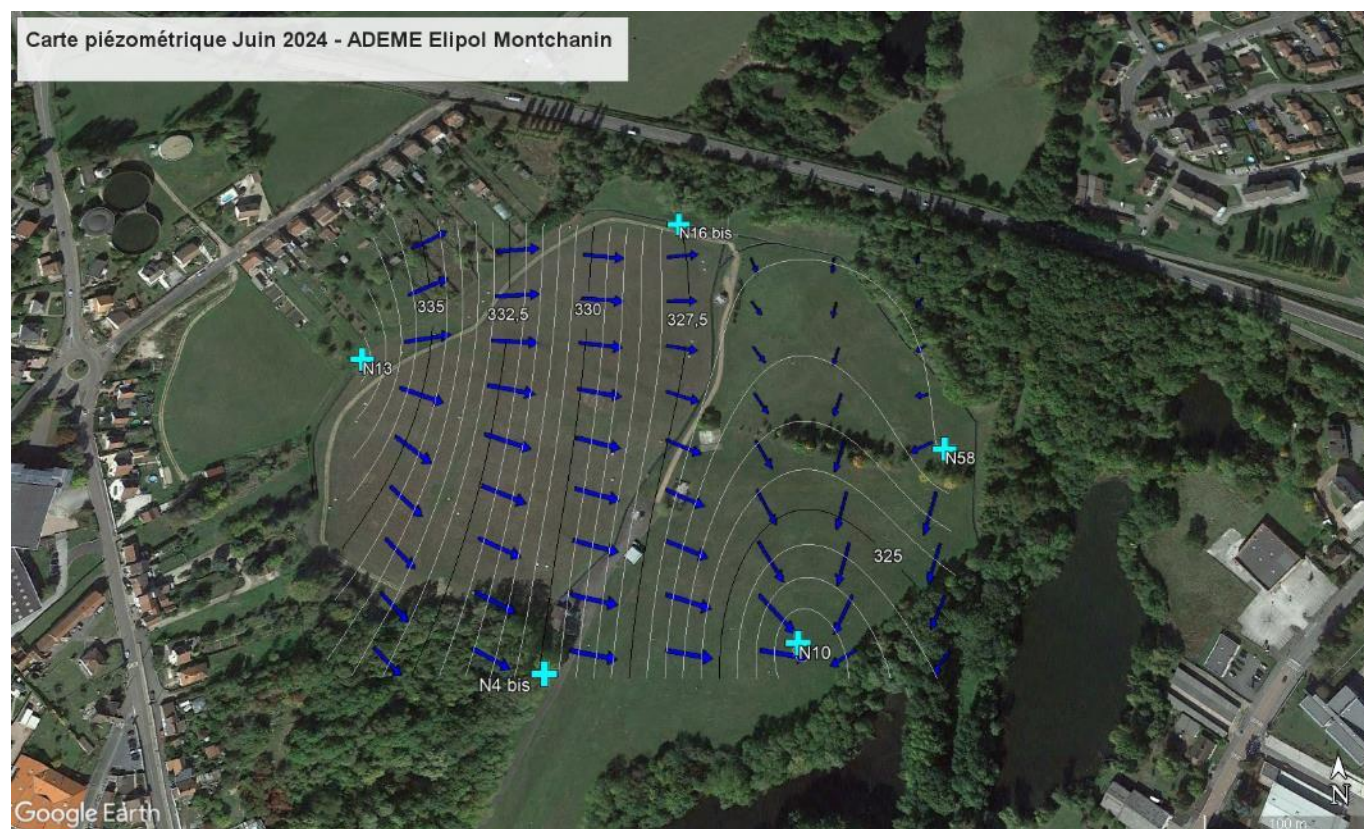 Carte piézométrique Juin 2024 - ADEME Elipol Montchanin
N16 bis
335
332,5
330
327,5
N13
N58
325
N10
N4 bis
N
Google Earth
100 m